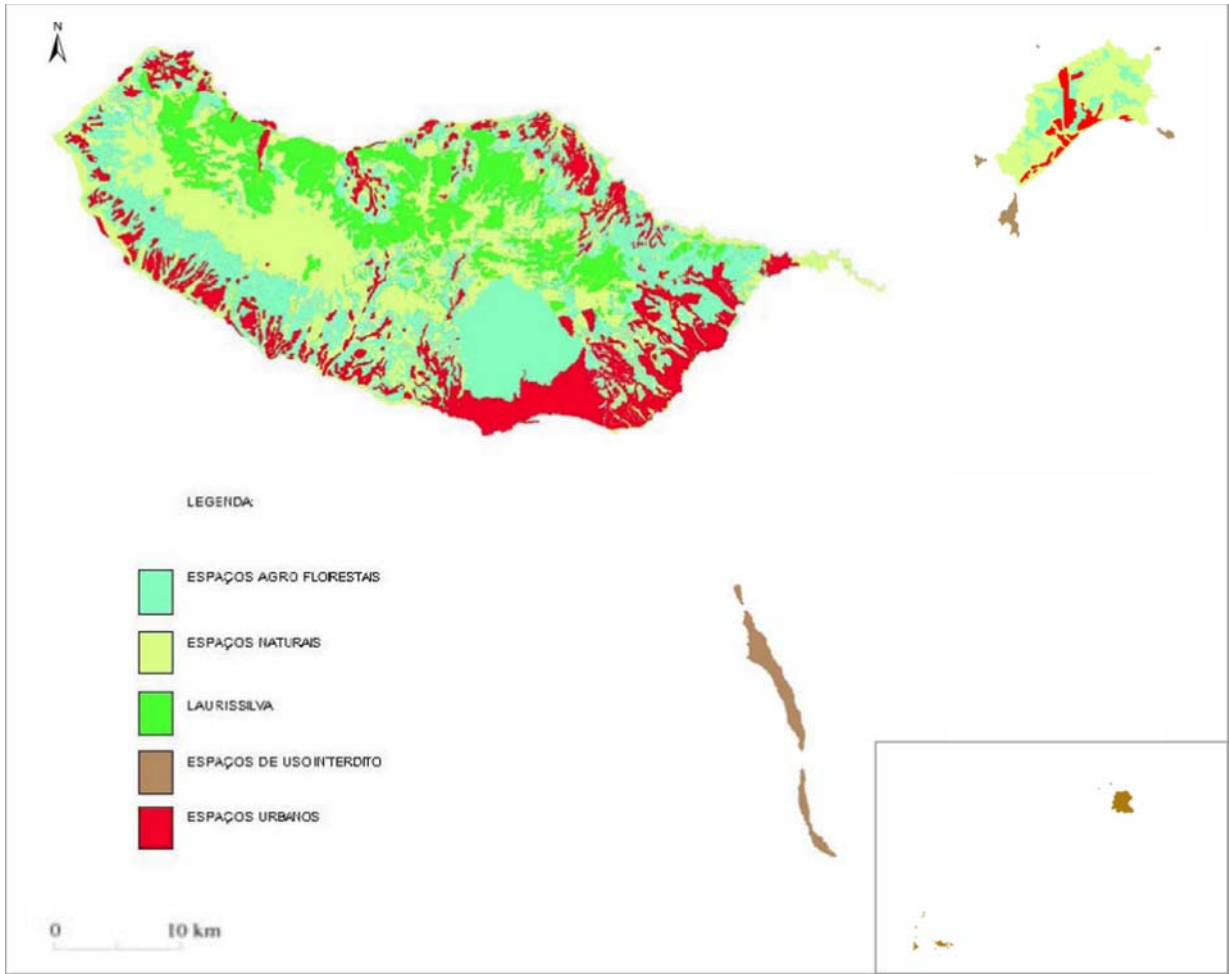 N
LEGENDA:
ESPAÇOS AGRO FLORESTAIS
ESPAÇOS NATURAIS
LAURISSILVA
ESPAÇOS DE USO INTERDITO
ESPAÇOS URBANOS
0 10 km